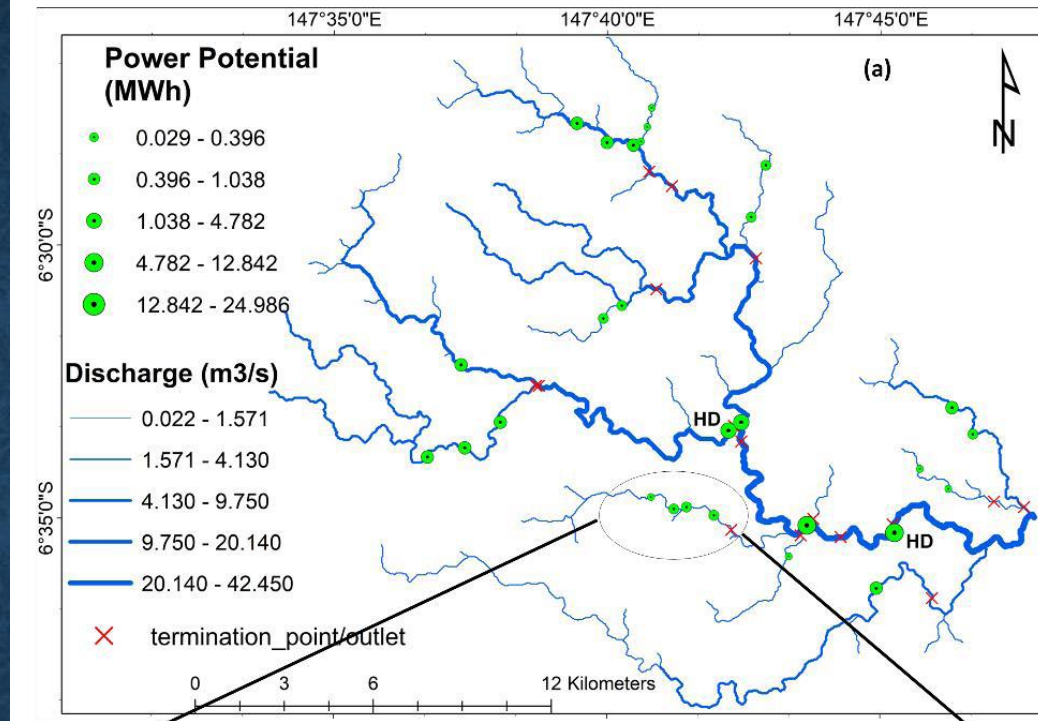 147°35'0"E 147°40'0"E 147°45'0"E
Power Potential
(MWh)
0.029 - 0.396
0.396 - 1.038
1.038 - 4.782
4.782 - 12.842
12.842 - 24.986
(a)
N
6°30'0"S
Discharge (m3/s)
0.022 - 1.571
1.571 - 4.130
4.130 - 9.750
9.750 - 20.140
20.140 - 42.450
termination_point/outlet
HD
6°35'0"S
HD
0 3 6 12 Kilometers